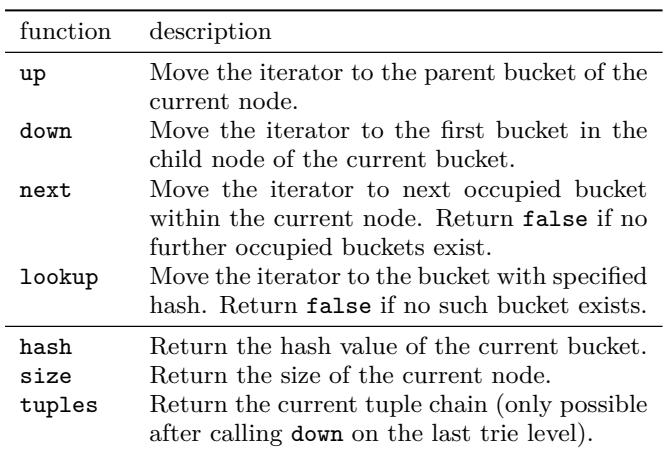 function description
up Move the iterator to the parent bucket of the
current node.
down Move the iterator to the first bucket in the
child node of the current bucket.
next Move the iterator to next occupied bucket
within the current node. Return false if no
further occupied buckets exist.
lookup Move the iterator to the bucket with specified
hash. Return false if no such bucket exists.
hash Return the hash value of the current bucket.
size Return the size of the current node.
tuples Return the current tuple chain (only possible
after calling down on the last trie level).